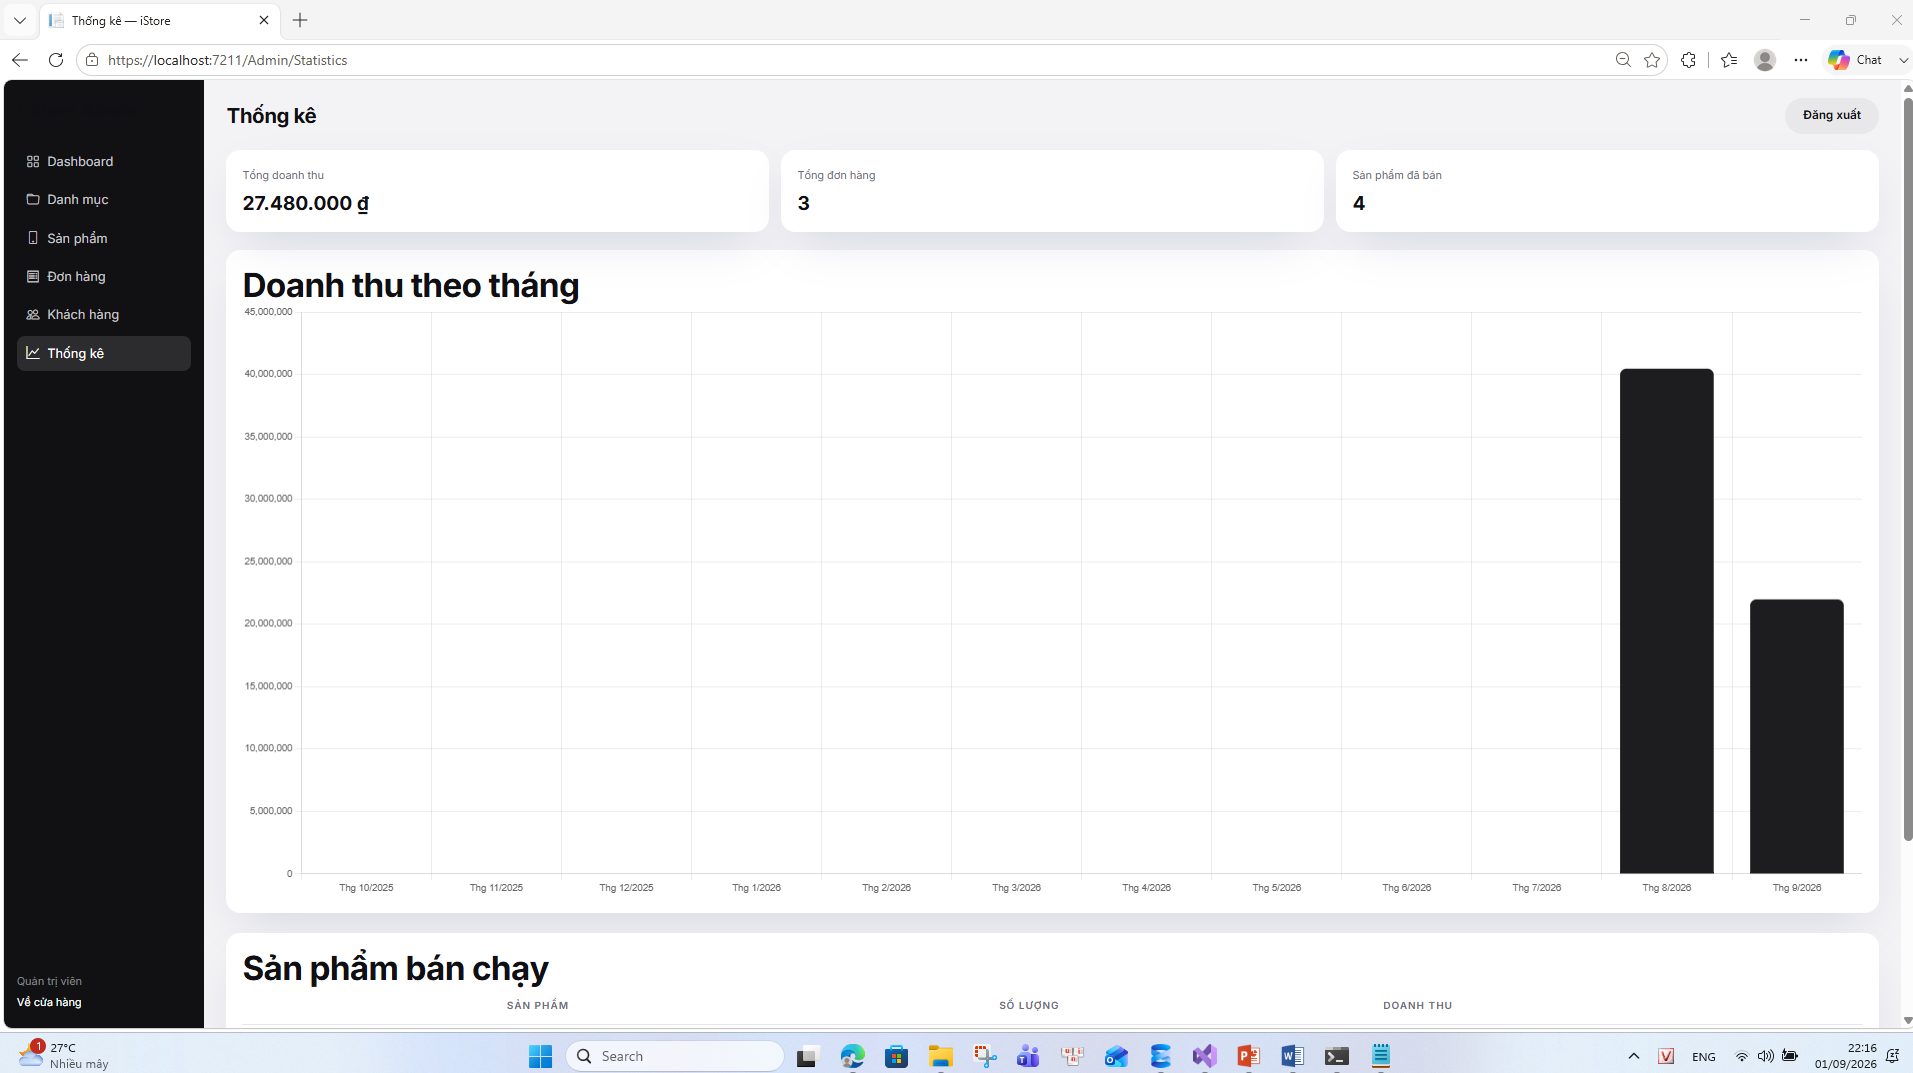 Thống kê — iStore
https://localhost:7211/Admin/Statistics
Chat
Dashboard
Danh mục
Sản phẩm
Đơn hàng
Khách hàng
Thống kê
Quản trị viên
Về cửa hàng
Thống kê
Đăng xuất
Tổng doanh thu
27.480.000 ₫
Tổng đơn hàng
3
Sản phẩm đã bán
4
Doanh thu theo tháng
45,000,000
40,000,000
35,000,000
30,000,000
25,000,000
20,000,000
15,000,000
10,000,000
5,000,000
0
Thg 10/2025 Thg 11/2025 Thg 12/2025 Thg 1/2026 Thg 2/2026 Thg 3/2026 Thg 4/2026 Thg 5/2026 Thg 6/2026 Thg 7/2026 Thg 8/2026 Thg 9/2026
Sản phẩm bán chạy
SẢN PHẨM SỐ LƯỢNG DOANH THU
1
27°C
Nhiều mây
Search
V
ENG
22:16
01/09/2026